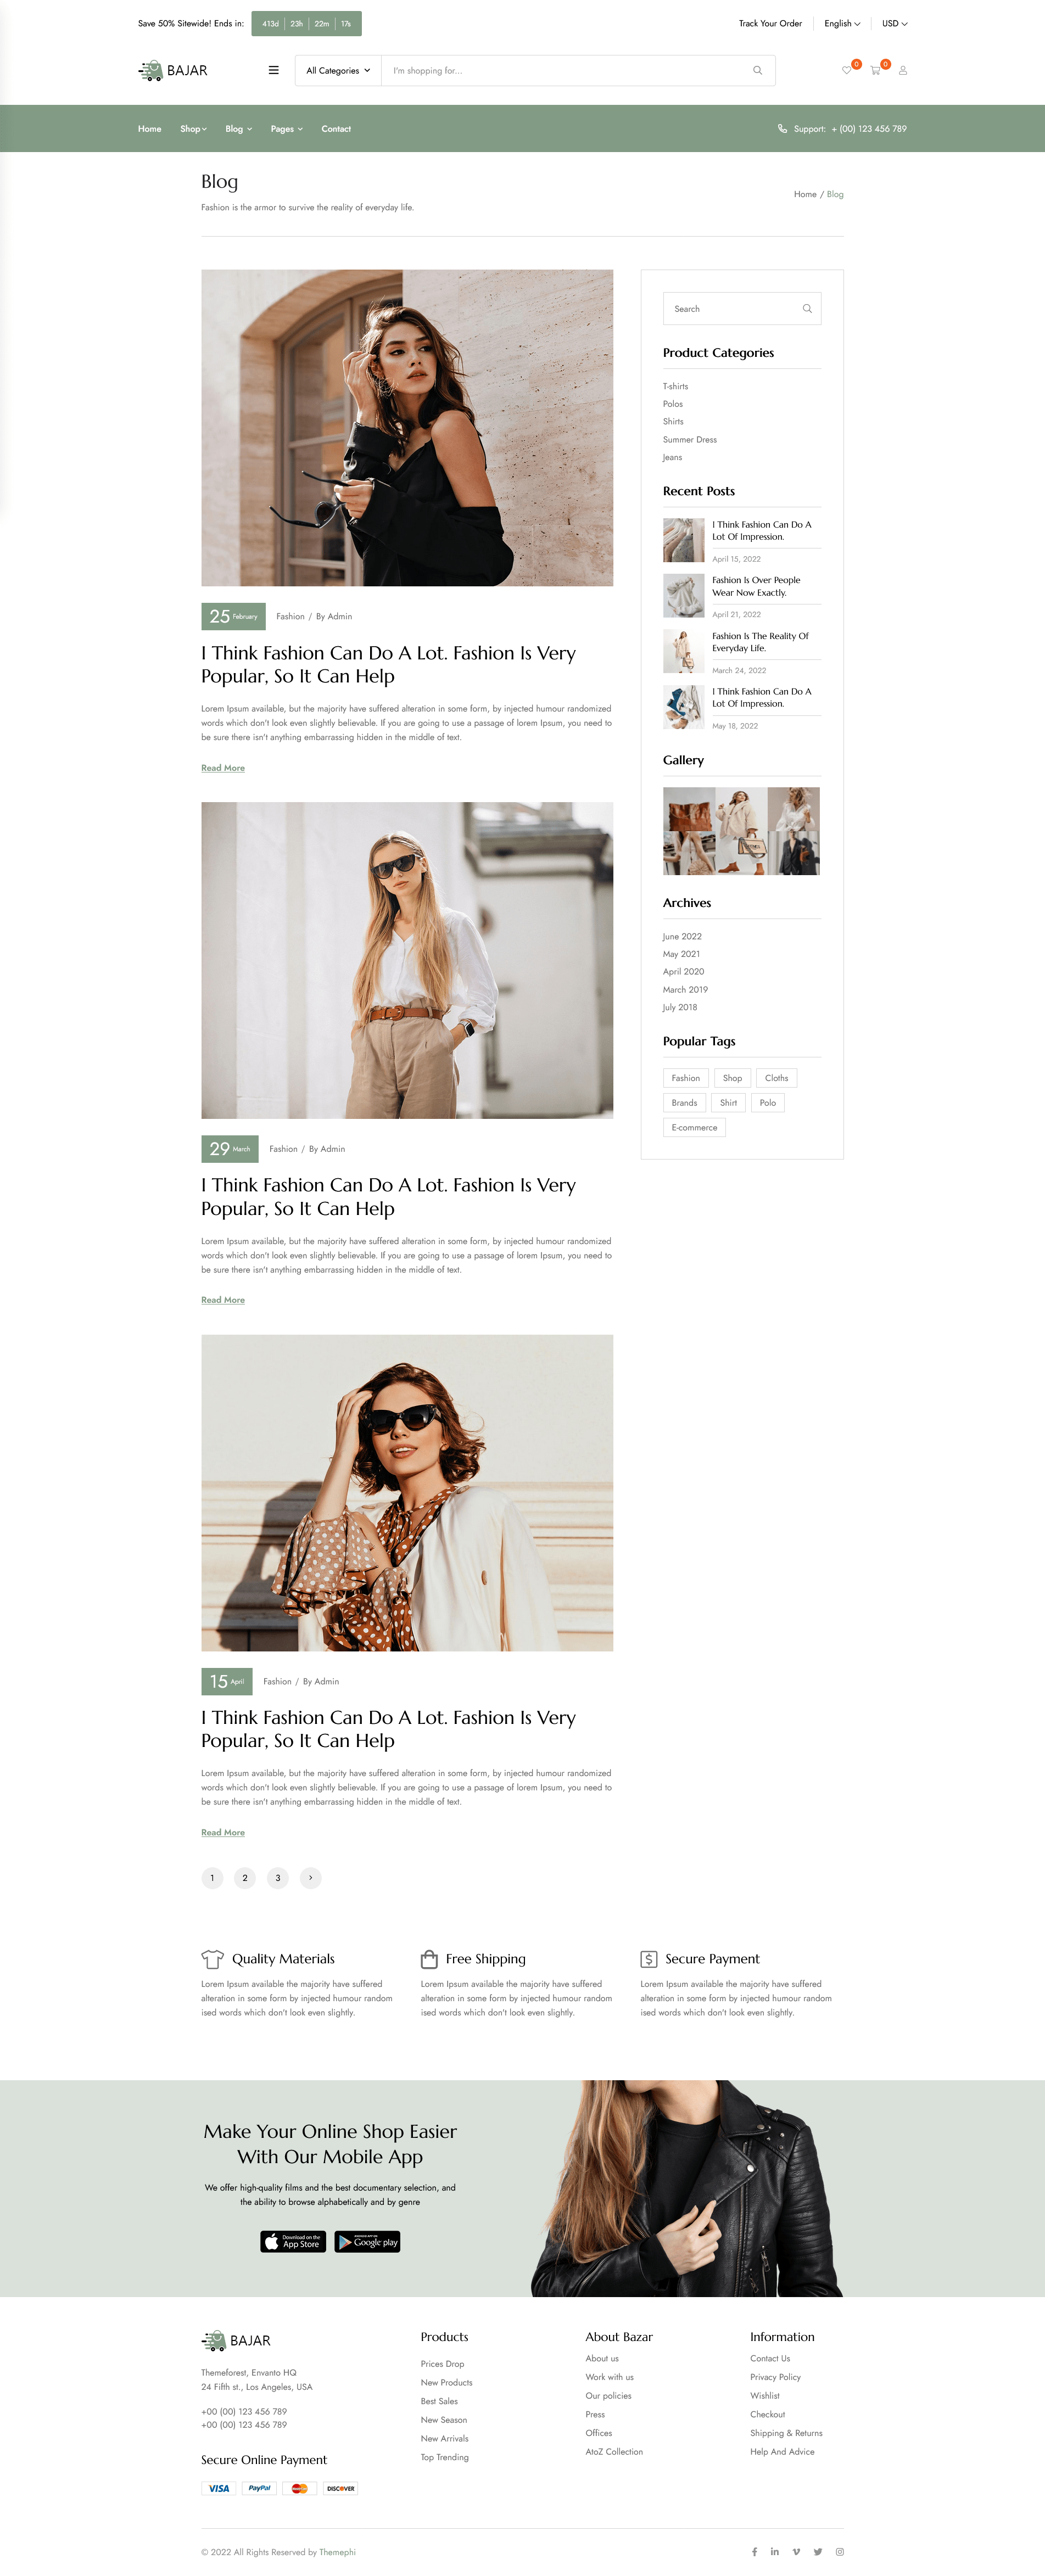 Save 50% Sitewide! Ends in: 413d 23h 22m 17s Track Your Order English USD
BAJAR All Categories I'm shopping for... 0 0
Home Shop Blog Pages Contact Support: + (00) 123 456 789
Blog
Fashion is the armor to survive the reality of everyday life.
Home / Blog
25 February Fashion / By Admin
I Think Fashion Can Do A Lot. Fashion Is Very
Popular, So It Can Help
Lorem Ipsum available, but the majority have suffered alteration in some form, by injected humour randomized
words which don't look even slightly believable. If you are going to use a passage of lorem Ipsum, you need to
be sure there isn't anything embarrassing hidden in the middle of text.
Read More
29 March Fashion / By Admin
I Think Fashion Can Do A Lot. Fashion Is Very
Popular, So It Can Help
Lorem Ipsum available, but the majority have suffered alteration in some form, by injected humour randomized
words which don't look even slightly believable. If you are going to use a passage of lorem Ipsum, you need to
be sure there isn't anything embarrassing hidden in the middle of text.
Read More
15 April Fashion / By Admin
I Think Fashion Can Do A Lot. Fashion Is Very
Popular, So It Can Help
Lorem Ipsum available, but the majority have suffered alteration in some form, by injected humour randomized
words which don't look even slightly believable. If you are going to use a passage of lorem Ipsum, you need to
be sure there isn't anything embarrassing hidden in the middle of text.
Read More
1 2 3
Search
Product Categories
T-shirts
Polos
Shirts
Summer Dress
Jeans
Recent Posts
I Think Fashion Can Do A
Lot Of Impression.
April 15, 2022
Fashion Is Over People
Wear Now Exactly.
April 21, 2022
Fashion Is The Reality Of
Everyday Life.
March 24, 2022
I Think Fashion Can Do A
Lot Of Impression.
May 18, 2022
Gallery
Archives
June 2022
May 2021
April 2020
March 2019
July 2018
Popular Tags
Fashion Shop Cloths
Brands Shirt Polo
E-commerce
Quality Materials
Lorem Ipsum available the majority have suffered
alteration in some form by injected humour random
ised words which don't look even slightly.
Free Shipping
Lorem Ipsum available the majority have suffered
alteration in some form by injected humour random
ised words which don't look even slightly.
Secure Payment
Lorem Ipsum available the majority have suffered
alteration in some form by injected humour random
ised words which don't look even slightly.
Make Your Online Shop Easier
With Our Mobile App
We offer high-quality films and the best documentary selection, and
the ability to browse alphabetically and by genre
Download on the
App Store
Google play
BAJAR
Themeforest, Envanto HQ
24 Fifth st., Los Angeles, USA
+00 (00) 123 456 789
+00 (00) 123 456 789
Secure Online Payment
VISA PayPal MasterCard DISCOVER
Products
Prices Drop
New Products
Best Sales
New Season
New Arrivals
Top Trending
About Bazar
About us
Work with us
Our policies
Press
Offices
AtoZ Collection
Information
Contact Us
Privacy Policy
Wishlist
Checkout
Shipping & Returns
Help And Advice
© 2022 All Rights Reserved by Themephi